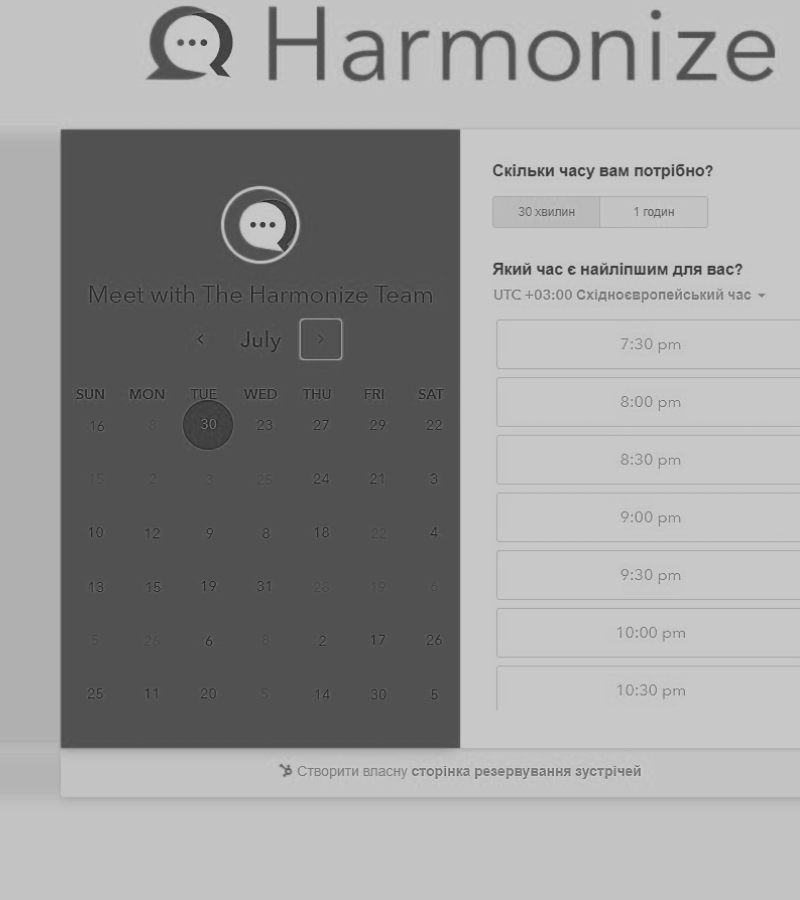 Harmonize
Meet with The Harmonize Team
July
SUN MON TUE WED THU FRI SAT
16 8 30 23 27 29 22
15 2 3 25 24 21 3
10 12 9 8 18 22 4
13 15 19 31 28 19 6
5 26 6 8 2 17 26
25 11 20 5 14 30 5
Скільки часу вам потрібно?
30 хвилин 1 годин
Який час є найліпшим для вас?
UTC +03:00 Східноєвропейський час
7:30 pm
8:00 pm
8:30 pm
9:00 pm
9:30 pm
10:00 pm
10:30 pm
Створити власну сторінка резервування зустрічей